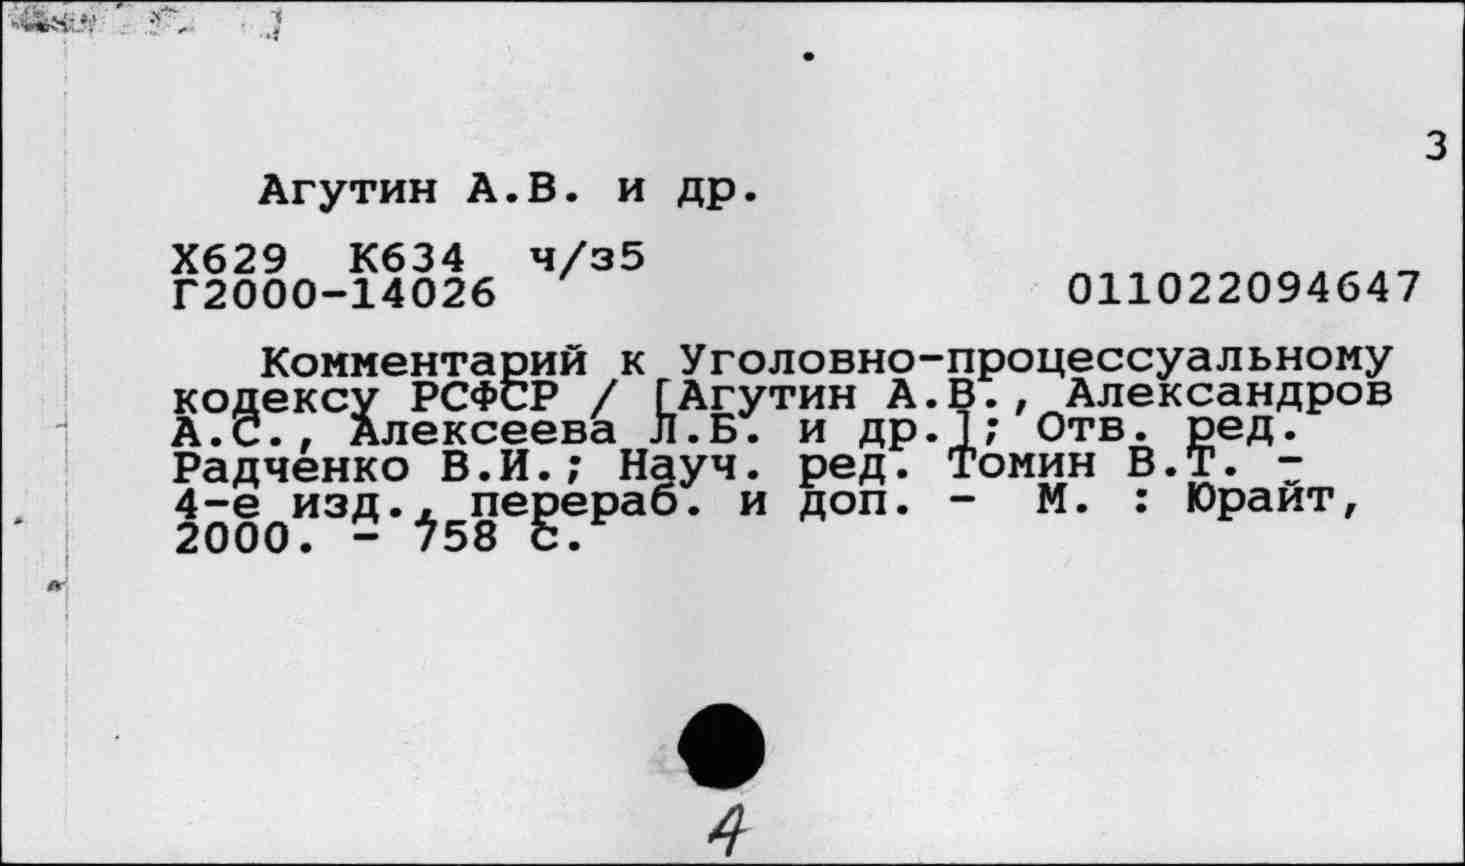 3
Агутин А.В. и др.
Х629 К634 ч/з5
Г2000-14026 011022094647
Комментарий к Уголовно-процессуальному
кодексу РСФСР / [Агутин А.В., Александров
А.С., Алексеева Л.Б. и др.]; Отв. ред.
Радченко В.И.; Науч. ред. Томин В.Т. -
4-е изд., перераб. и доп. - М. : Юрайт,
2000. - 758 с.
4